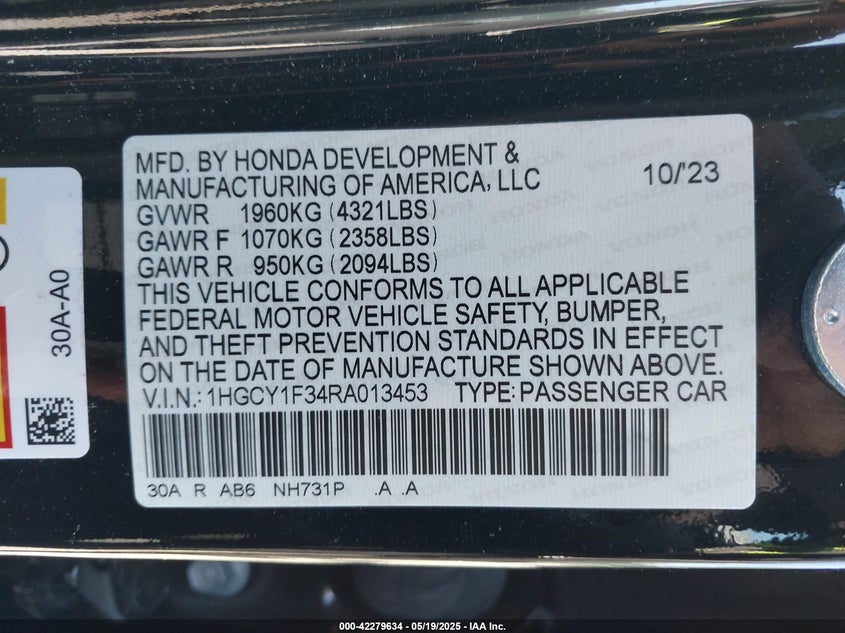 MFD. BY HONDA DEVELOPMENT &
MANUFACTURING OF AMERICA, LLC 10/'23
GVWR 1960KG (4321LBS)
GAWR F 1070KG (2358LBS)
GAWR R 950KG (2094LBS)
THIS VEHICLE CONFORMS TO ALL APPLICABLE
FEDERAL MOTOR VEHICLE SAFETY, BUMPER,
AND THEFT PREVENTION STANDARDS IN EFFECT
ON THE DATE OF MANUFACTURE SHOWN ABOVE.
V.I.N.: 1HGCY1F34RA013453 TYPE: PASSENGER CAR
30A R AB6 NH731P .A .A
30A-A0
000-42279634 | 05/19/2025 - IAA Inc.